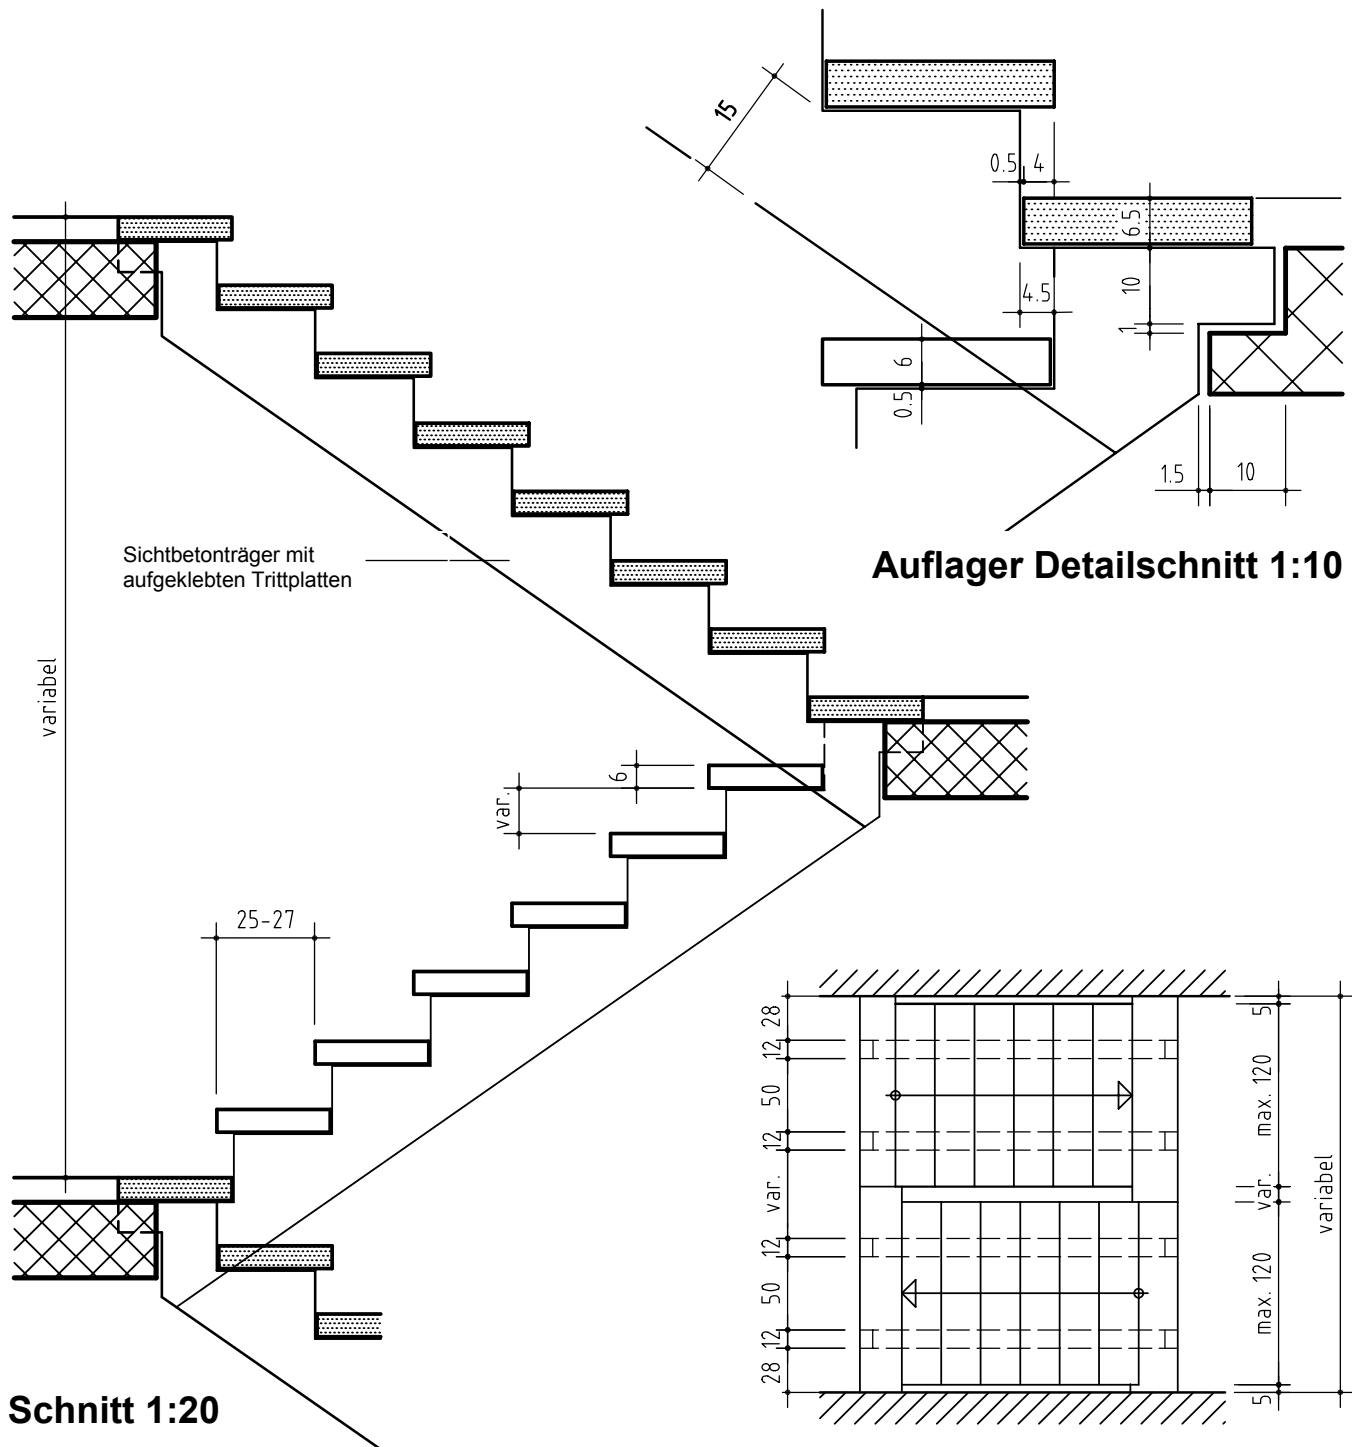 15
0.5 4
6.5
4.5
10
1
6
0.5
1.5 10
Auflager Detailschnitt 1:10
Sichtbetonträger mit
aufgeklebten Trittplatten
variabel
6
var.
25-27
28
12
50
12
var.
12
50
12
28
5
max. 120
var.
max. 120
5
variabel
Schnitt 1:20